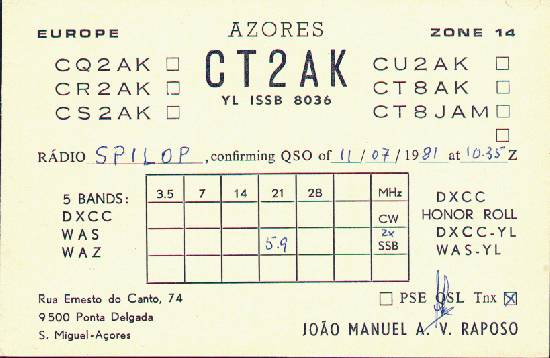 EUROPE AZORES ZONE 14
CT2AK
YL ISSB 8036
CQ2AK
CR2AK
CS2AK
CU2AK
CT8AK
CT8JAM
RÁDIO SP1LOP, confirming QSO of 11/07/1981 at 10.35 Z
5 BANDS:
DXCC
WAS
WAZ
3.5 7 14 21 28 MHz
CW
5.9 2x SSB
DXCC
HONOR ROLL
DXCC-YL
WAS-YL
Rua Ernesto do Canto, 74
9500 Ponta Delgada
S. Miguel-Açores
PSE QSL Tnx
JOÃO MANUEL A. V. RAPOSO